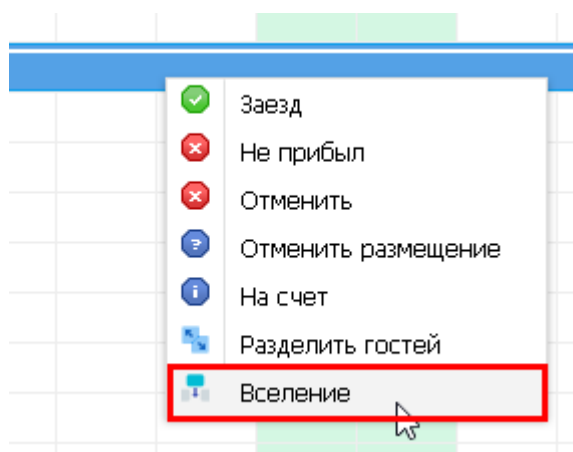 Заезд
Не прибыл
Отменить
Отменить размещение
На счет
Разделить гостей
Вселение